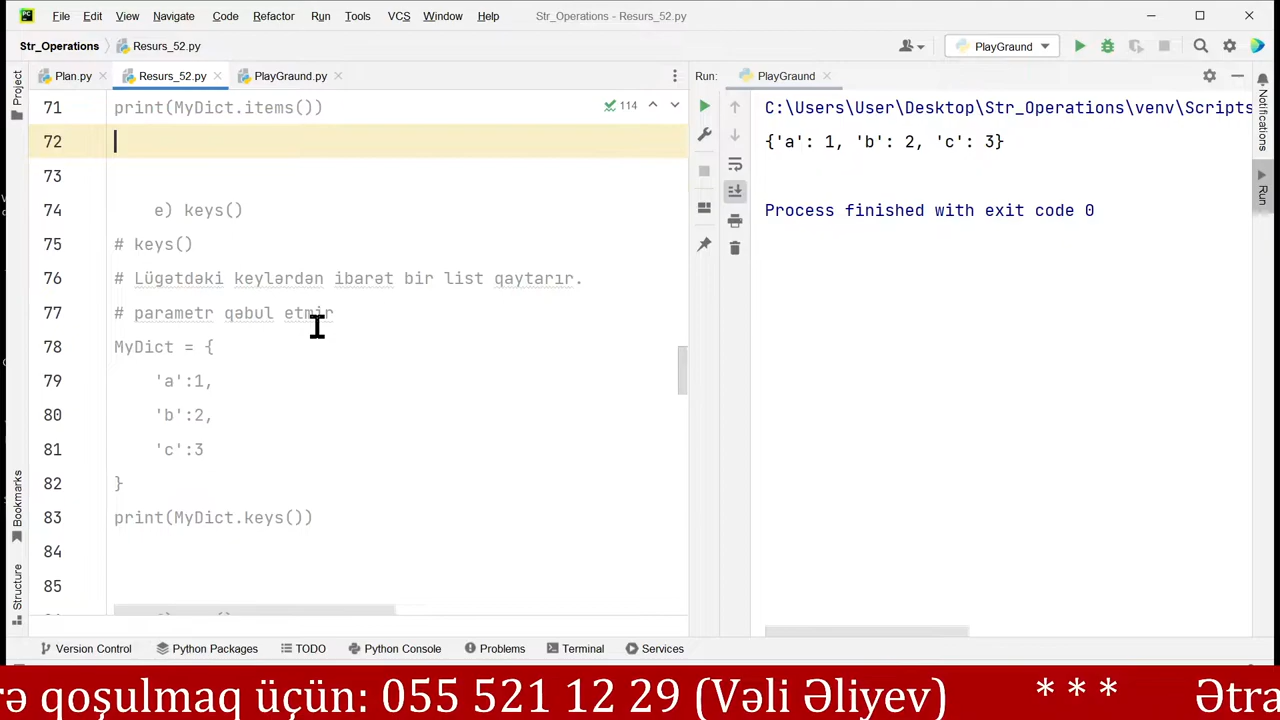 File Edit View Navigate Code Refactor Run Tools VCS Window Help Str_Operations - Resurs_52.py
Str_Operations Resurs_52.py PlayGround
Project Plan.py Resurs_52.py PlayGround.py Run: PlayGround
71 print(MyDict.items()) 114
72
73
74 e) keys()
75 # keys()
76 # Lügətdəki keylərdən ibarət bir list qaytarır.
77 # parametr qəbul etmir
78 MyDict = {
79 'a':1,
80 'b':2,
81 'c':3
82 }
83 print(MyDict.keys())
84
85
C:\Users\User\Desktop\Str_Operations\venv\Scripts
{'a': 1, 'b': 2, 'c': 3}
Process finished with exit code 0
Notifications
Run
Bookmarks
Structure
Version Control Python Packages TODO Python Console Problems Terminal Services
rə qoşulmaq üçün: 055 521 12 29 (Vəli Əliyev) * * * Ətra